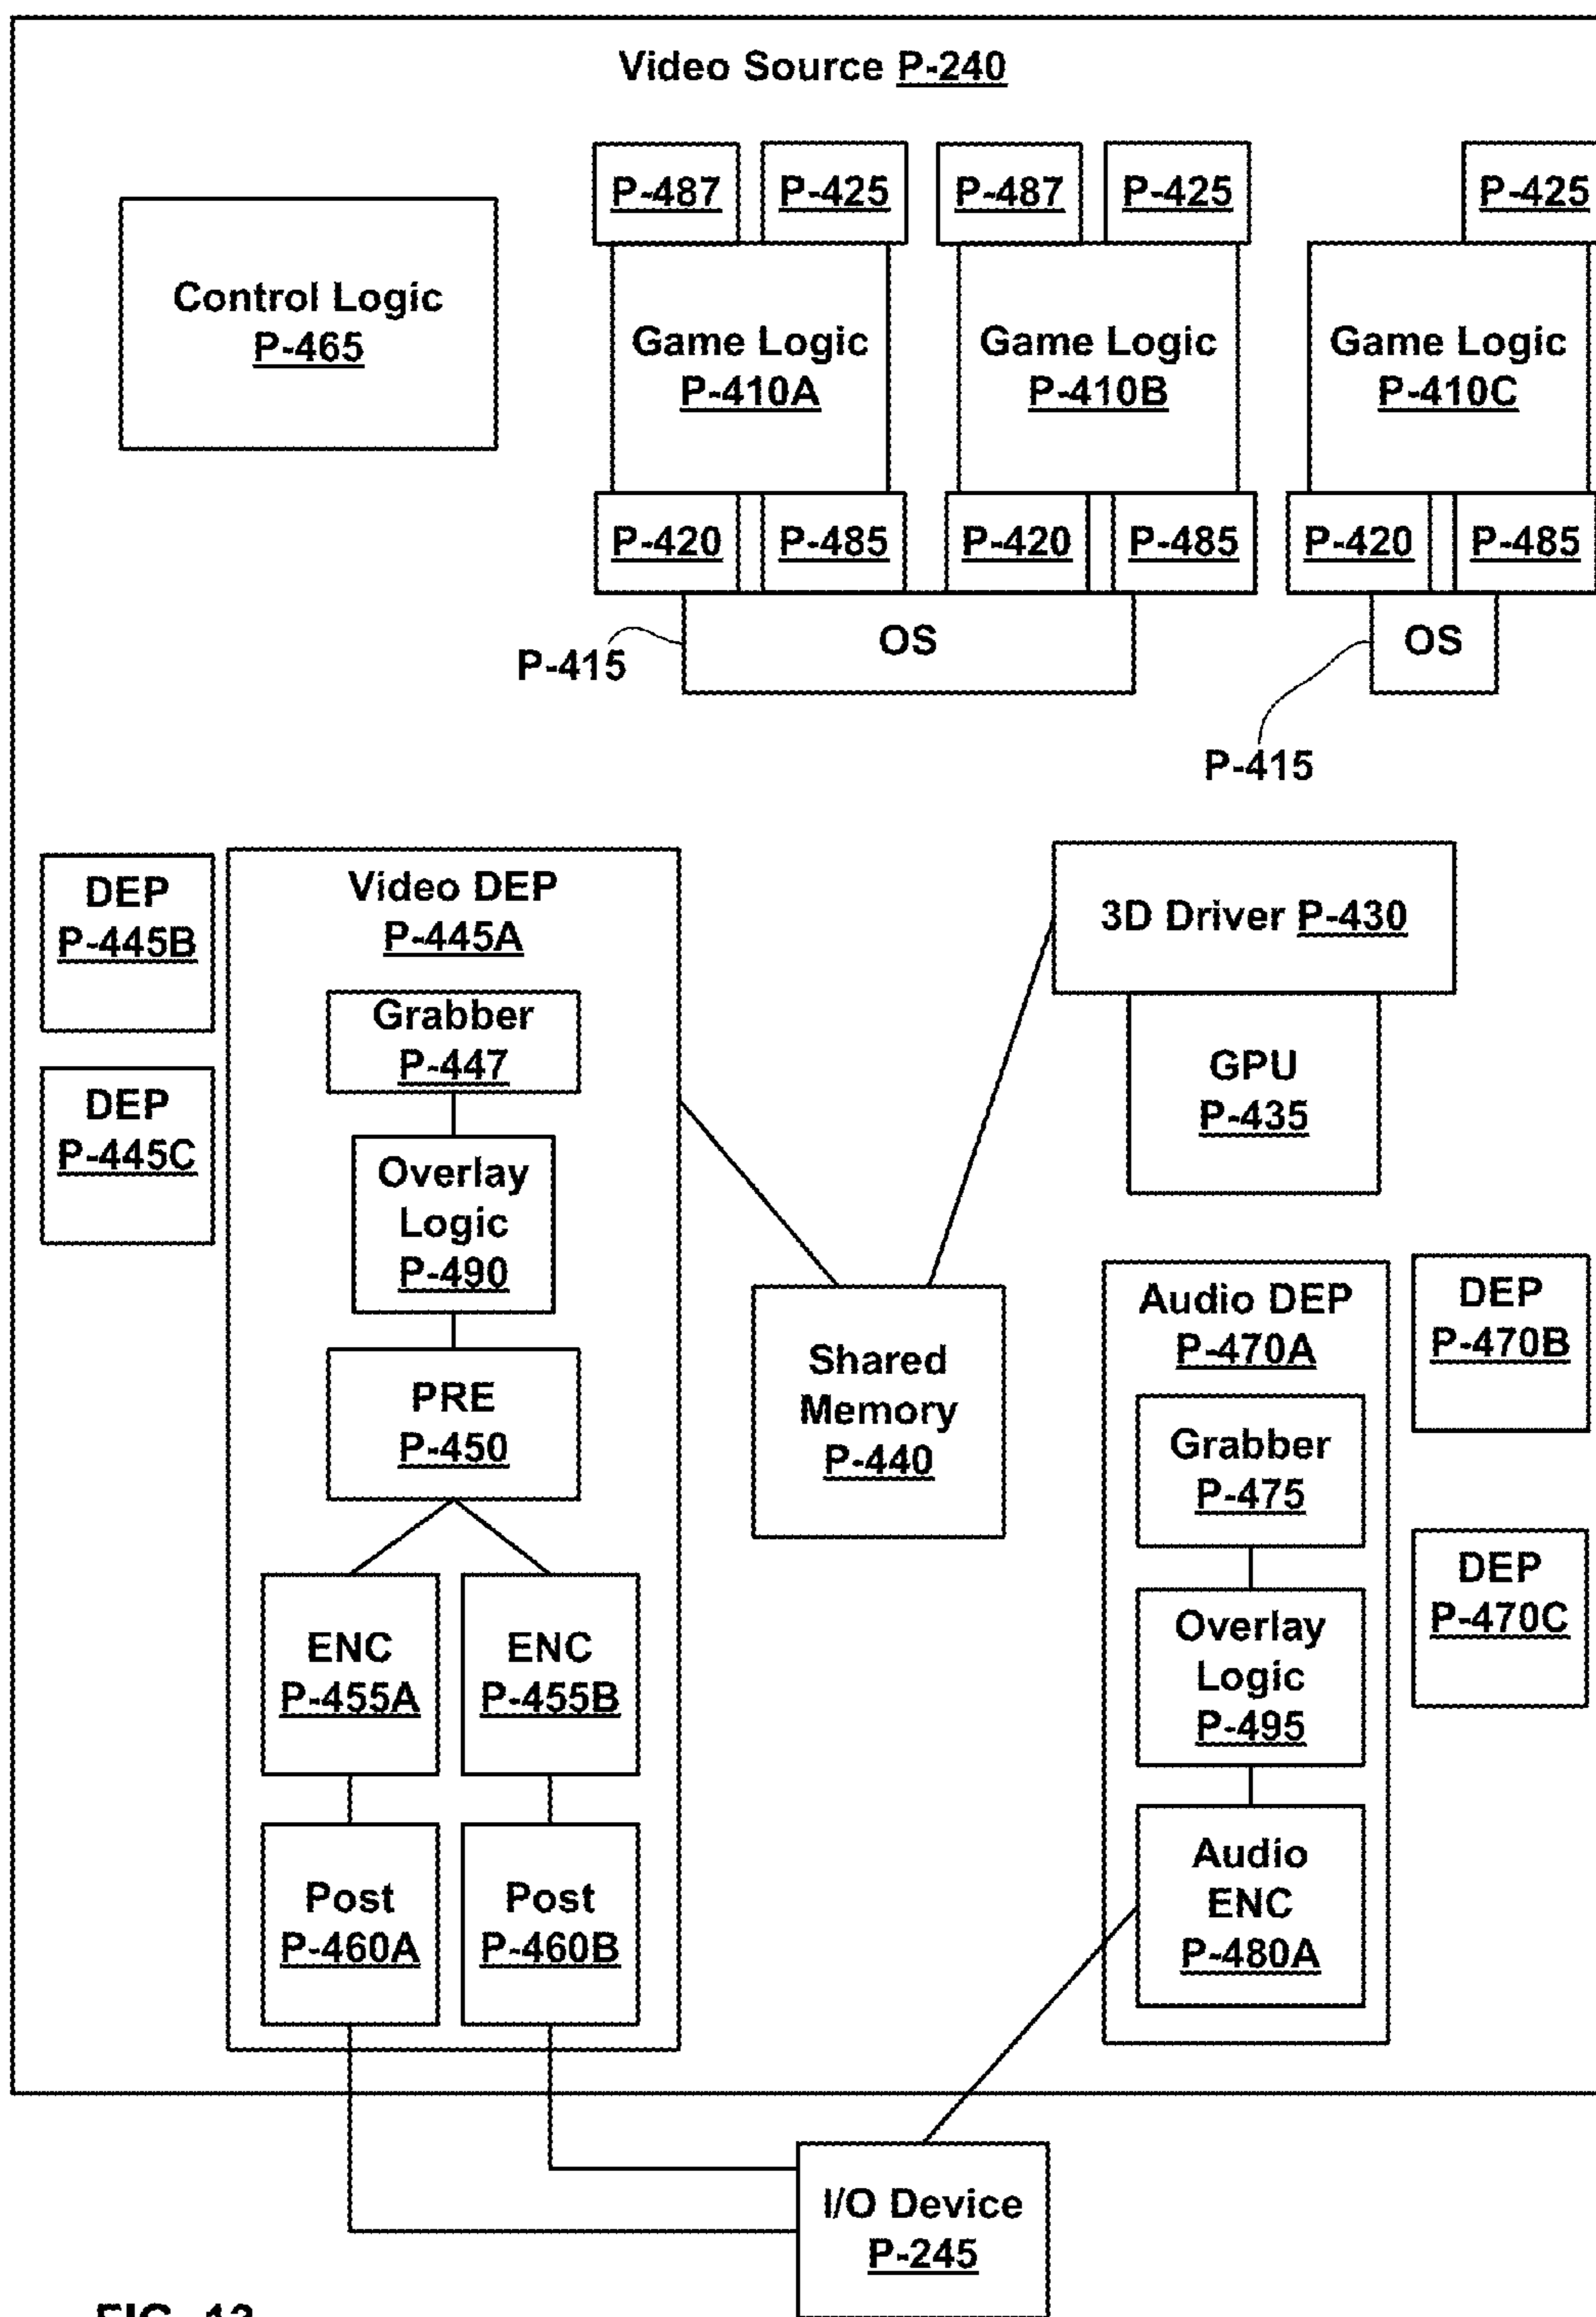 Video Source P-240
P-487
P-425
P-487
P-425
P-425
Control Logic
P-465
Game Logic
P-410A
Game Logic
P-410B
Game Logic
P-410C
P-420
P-485
P-420
P-485
P-420
P-485
OS
P-415
OS
P-415
DEP
P-445B
DEP
P-445C
Video DEP
P-445A
Grabber
P-447
Overlay
Logic
P-490
PRE
P-450
ENC
P-455A
ENC
P-455B
Post
P-460A
Post
P-460B
3D Driver P-430
GPU
P-435
Shared
Memory
P-440
Audio DEP
P-470A
Grabber
P-475
Overlay
Logic
P-495
Audio
ENC
P-480A
DEP
P-470B
DEP
P-470C
I/O Device
P-245
FIG. 13